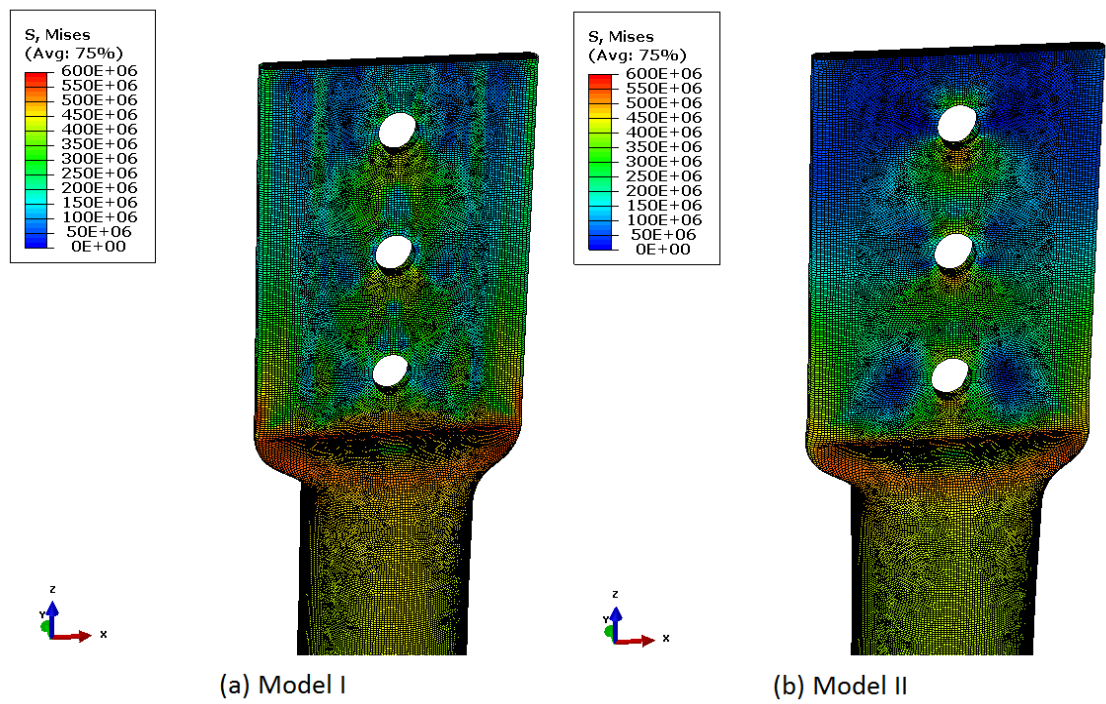 S, Mises
(Avg: 75%)
600E+06
550E+06
500E+06
450E+06
400E+06
350E+06
300E+06
250E+06
200E+06
150E+06
100E+06
50E+06
0E+00
S, Mises
(Avg: 75%)
600E+06
550E+06
500E+06
450E+06
400E+06
350E+06
300E+06
250E+06
200E+06
150E+06
100E+06
50E+06
0E+00
Z
Y
X
Z
Y
X
(a) Model I
(b) Model II